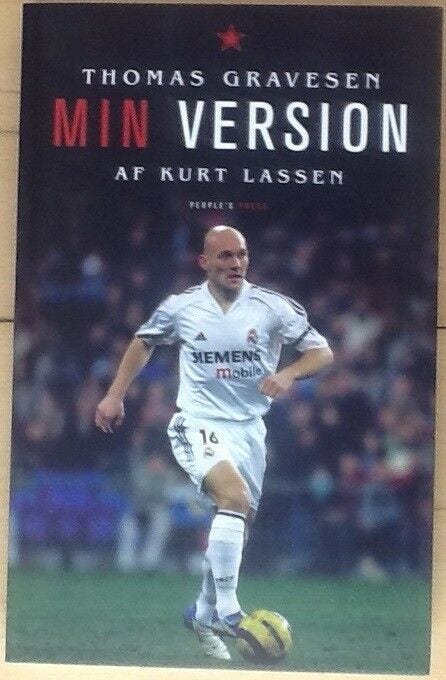 THOMAS GRAVESEN
MIN VERSION
AF KURT LASSEN
PEOPLE'S PRESS
SIEMENS
mobile
16